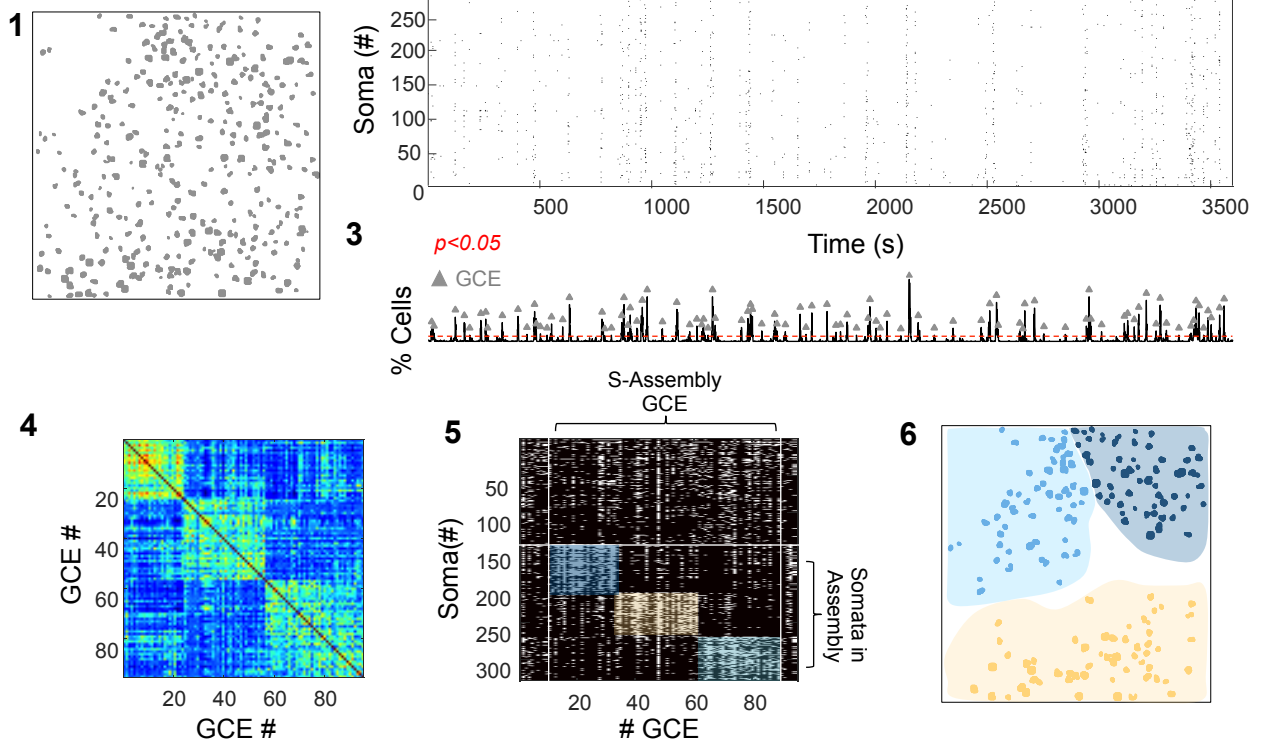 1
Soma (#)
250
200
150
100
50
0
500
1000
1500
2000
2500
3000
3500
Time (s)
3
p<0.05
GCE
% Cells
S-Assembly
GCE
4
GCE #
20
40
60
80
20
40
60
80
GCE #
5
Soma(#)
50
100
150
200
250
300
20
40
60
80
# GCE
Somata in
Assembly
6